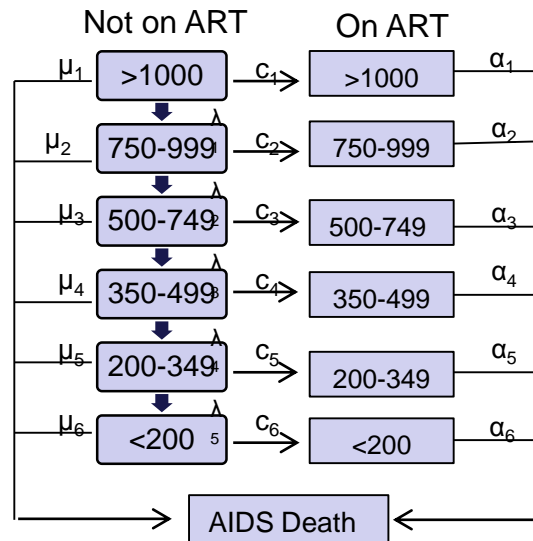 Not on ART On ART
μ1 >1000 c1 >1000 α1
λ1
μ2 750-999 c2 750-999 α2
λ2
μ3 500-749 c3 500-749 α3
λ3
μ4 350-499 c4 350-499 α4
λ4
μ5 200-349 c5 200-349 α5
λ5
μ6 <200 c6 <200 α6
AIDS Death